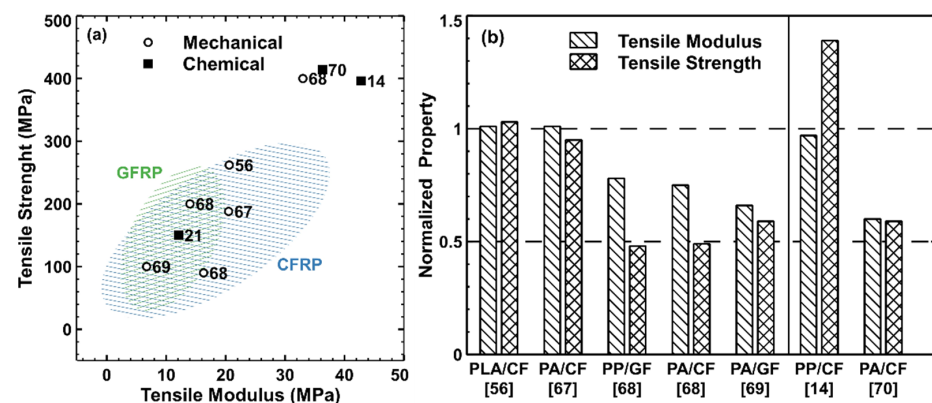 (a)
Mechanical
Chemical
500
400
300
200
100
0
Tensile Strenght (MPa)
GFRP
CFRP
68
70
14
56
68
67
21
69
68
0
10
20
30
40
50
Tensile Modulus (MPa)
(b)
Tensile Modulus
Tensile Strength
1.5
1
0.5
0
Normalized Property
PLA/CF PA/CF PP/GF PA/CF PA/GF PP/CF PA/CF
[56] [67] [68] [68] [69] [14] [70]